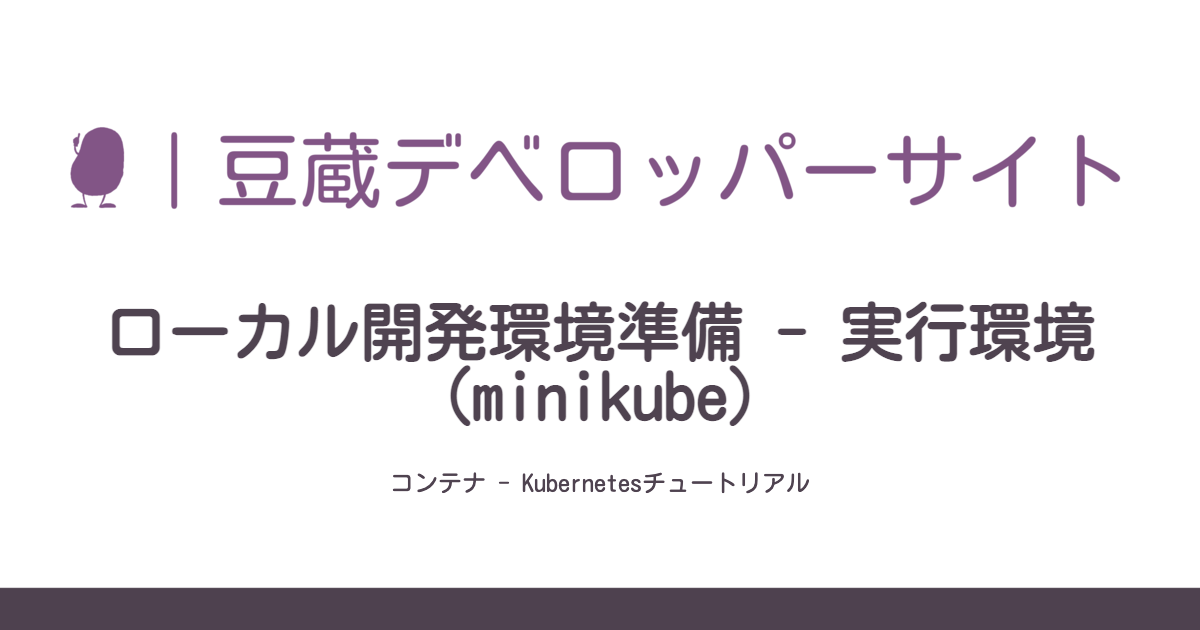 | 豆蔵デベロッパーサイト
ローカル開発環境準備 - 実行環境
(minikube)
コンテナ - Kubernetesチュートリアル